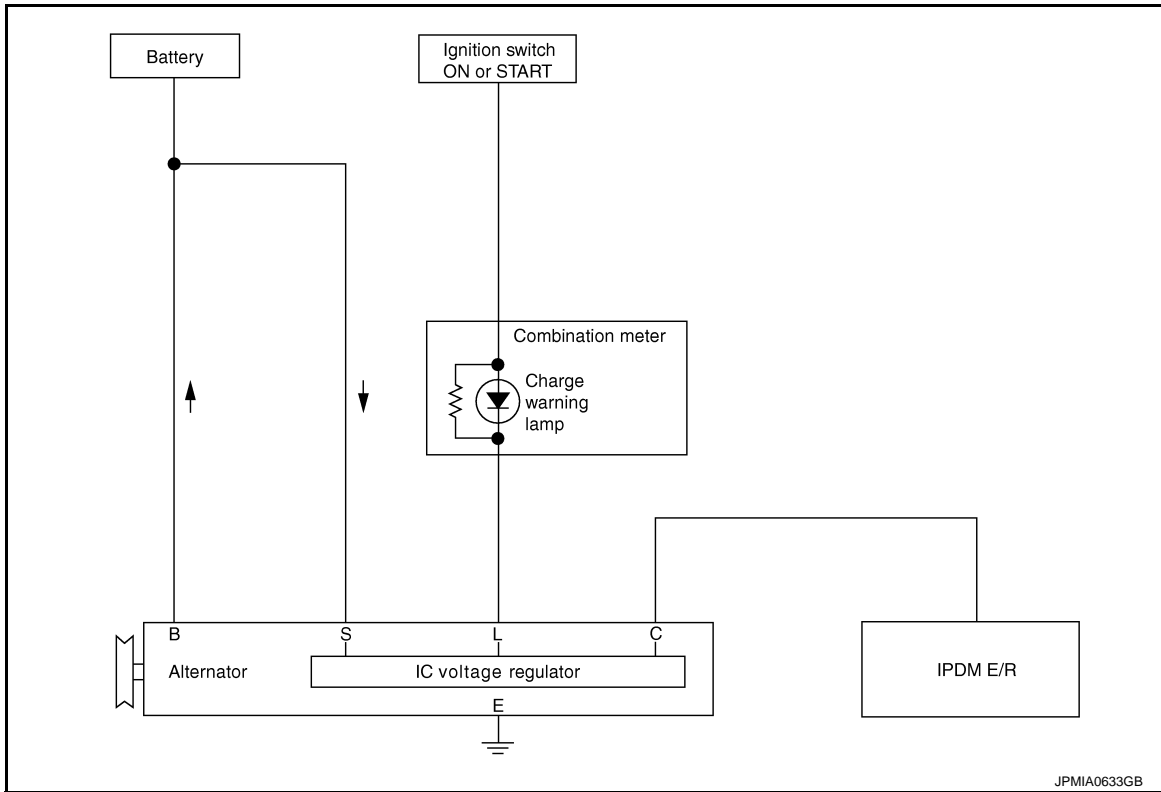 Battery
Ignition switch
ON or START
Combination meter
Charge
warning
lamp
B
S
L
C
Alternator
IC voltage regulator
E
IPDM E/R
JPMIA0633GB